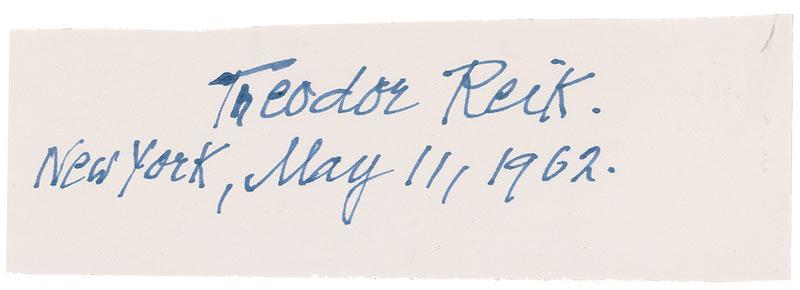 Theodor Reik.
New York, May 11, 1962.